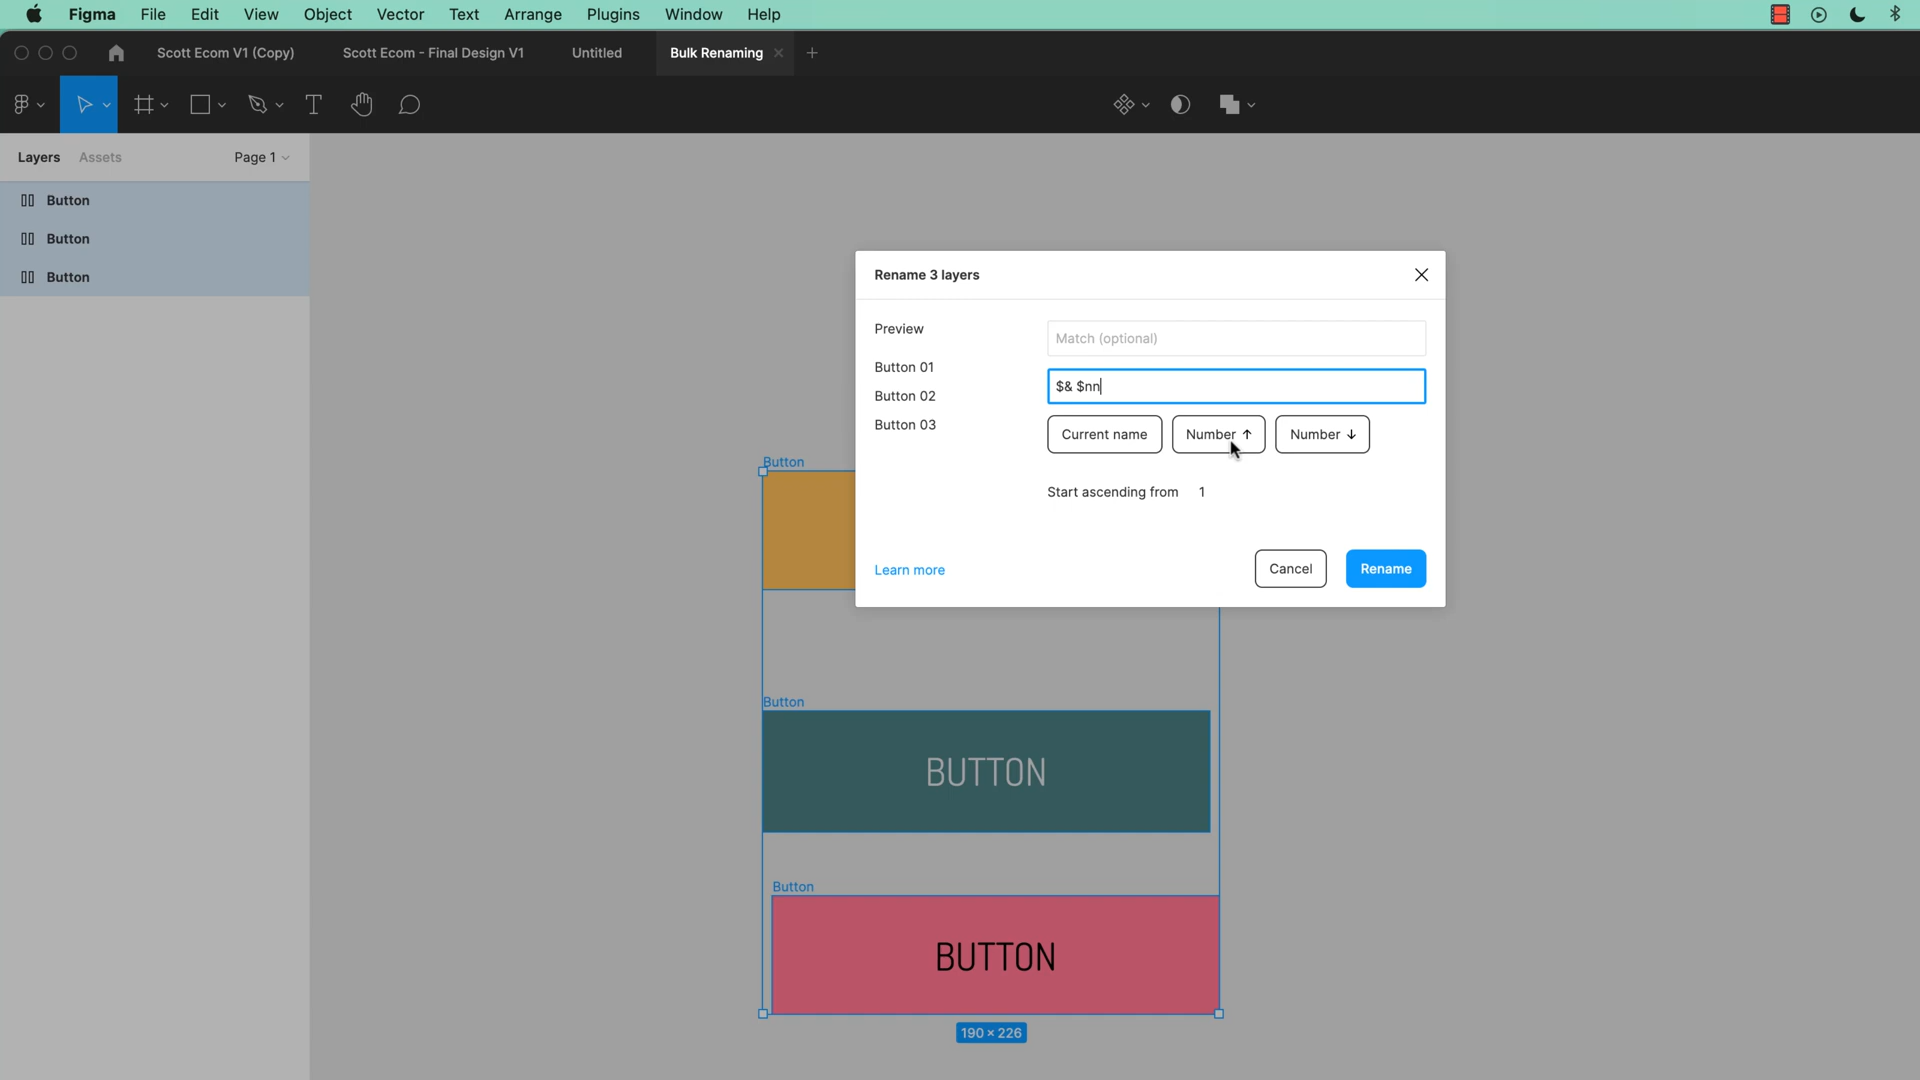 Figma File Edit View Object Vector Text Arrange Plugins Window Help
Scott Ecom V1 (Copy) Scott Ecom - Final Design V1 Untitled Bulk Renaming
Layers Assets Page 1
Button
Button
Button
Rename 3 layers
Preview
Match (optional)
Button 01
Button 02
Button 03
$& $nn
Current name Number ↑ Number ↓
Start ascending from 1
Learn more
Cancel Rename
Button
Button
BUTTON
Button
BUTTON
190 × 226